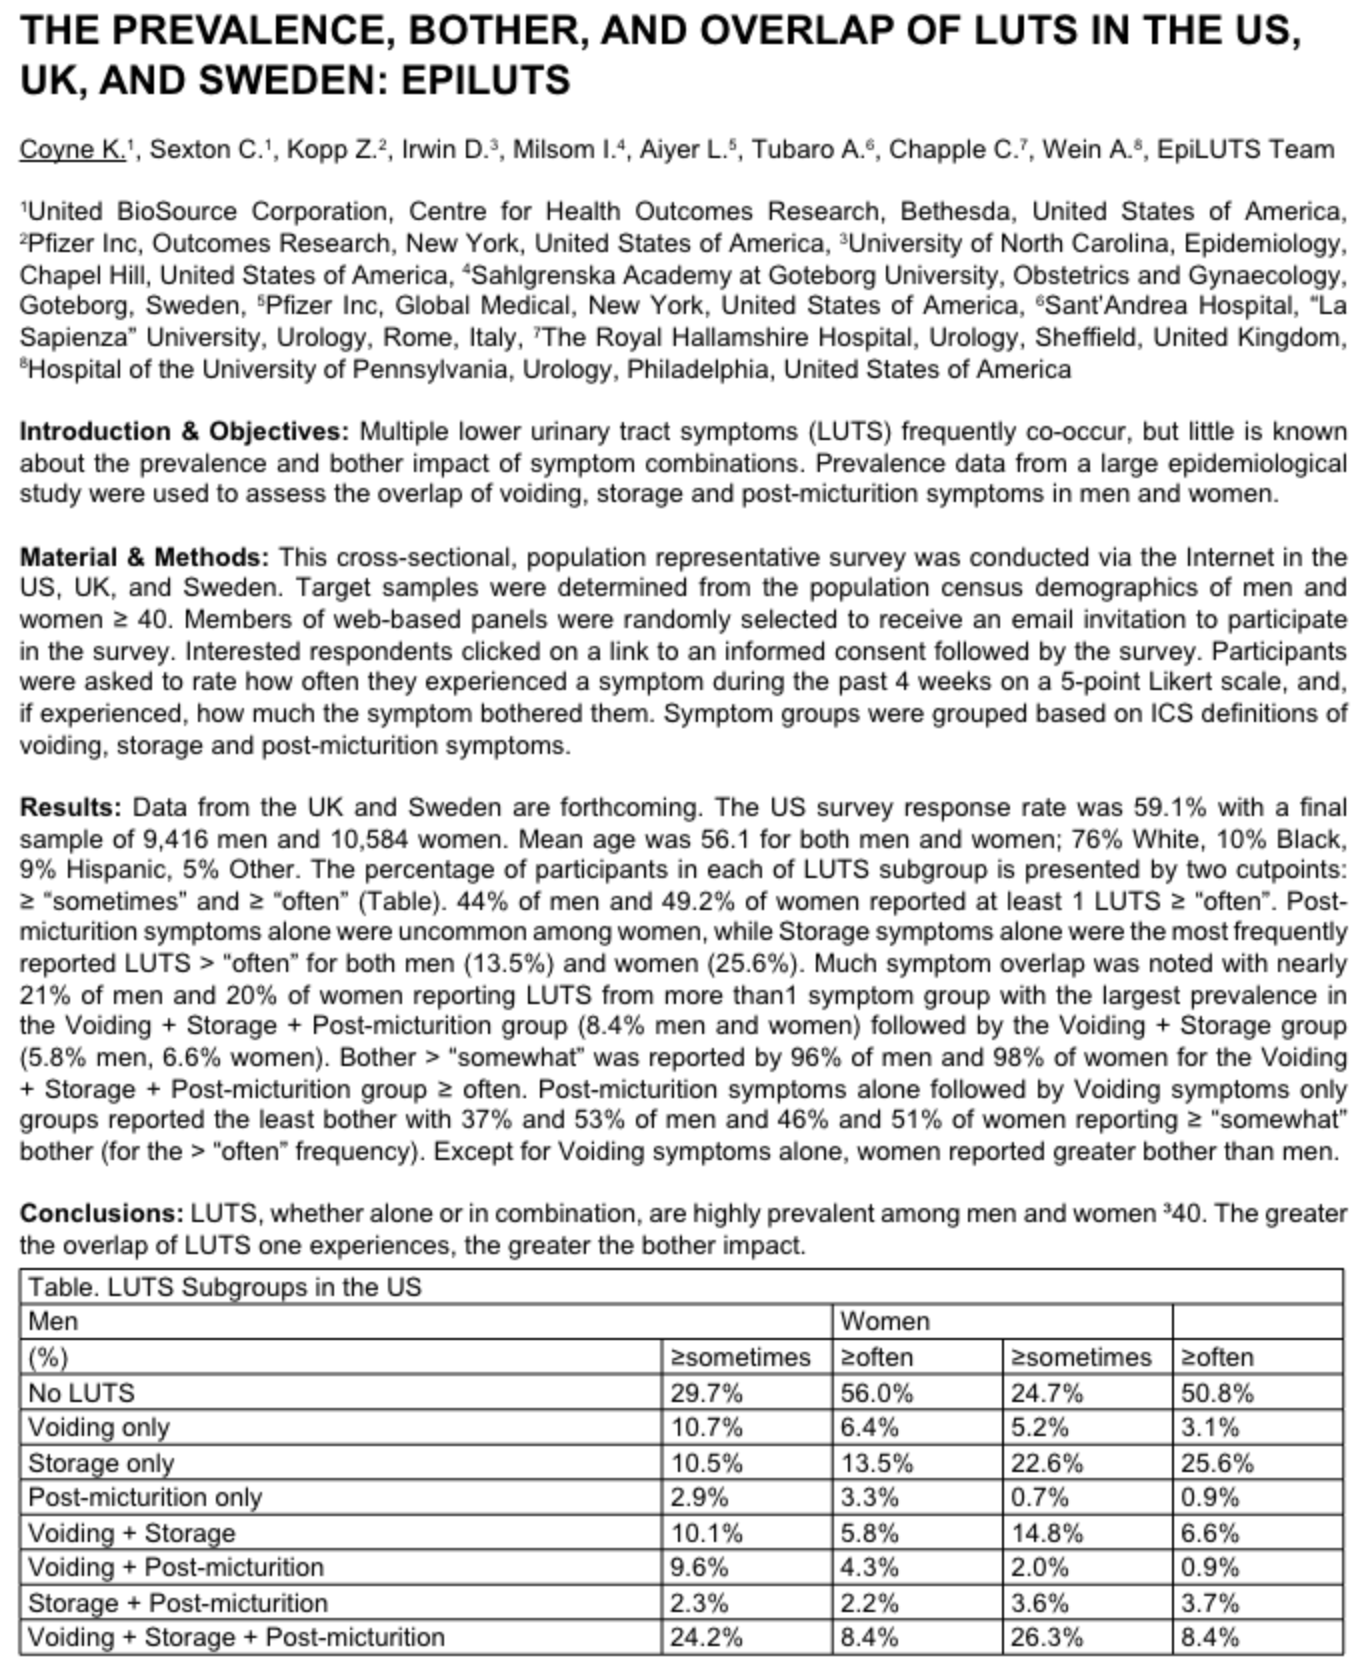 THE PREVALENCE, BOTHER, AND OVERLAP OF LUTS IN THE US,
UK, AND SWEDEN: EPILUTS
Coyne K.¹, Sexton C.¹, Kopp Z.², Irwin D.³, Milsom I.⁴, Aiyer L.⁵, Tubaro A.⁶, Chapple C.⁷, Wein A.⁸, EpiLUTS Team
¹United BioSource Corporation, Centre for Health Outcomes Research, Bethesda, United States of America,
²Pfizer Inc, Outcomes Research, New York, United States of America, ³University of North Carolina, Epidemiology,
Chapel Hill, United States of America, ⁴Sahlgrenska Academy at Goteborg University, Obstetrics and Gynaecology,
Goteborg, Sweden, ⁵Pfizer Inc, Global Medical, New York, United States of America, ⁶Sant'Andrea Hospital, “La
Sapienza” University, Urology, Rome, Italy, ⁷The Royal Hallamshire Hospital, Urology, Sheffield, United Kingdom,
⁸Hospital of the University of Pennsylvania, Urology, Philadelphia, United States of America
Introduction & Objectives: Multiple lower urinary tract symptoms (LUTS) frequently co-occur, but little is known
about the prevalence and bother impact of symptom combinations. Prevalence data from a large epidemiological
study were used to assess the overlap of voiding, storage and post-micturition symptoms in men and women.
Material & Methods: This cross-sectional, population representative survey was conducted via the Internet in the
US, UK, and Sweden. Target samples were determined from the population census demographics of men and
women ≥ 40. Members of web-based panels were randomly selected to receive an email invitation to participate
in the survey. Interested respondents clicked on a link to an informed consent followed by the survey. Participants
were asked to rate how often they experienced a symptom during the past 4 weeks on a 5-point Likert scale, and,
if experienced, how much the symptom bothered them. Symptom groups were grouped based on ICS definitions of
voiding, storage and post-micturition symptoms.
Results: Data from the UK and Sweden are forthcoming. The US survey response rate was 59.1% with a final
sample of 9,416 men and 10,584 women. Mean age was 56.1 for both men and women; 76% White, 10% Black,
9% Hispanic, 5% Other. The percentage of participants in each of LUTS subgroup is presented by two cutpoints:
≥ “sometimes” and ≥ “often” (Table). 44% of men and 49.2% of women reported at least 1 LUTS ≥ “often”. Post-
micturition symptoms alone were uncommon among women, while Storage symptoms alone were the most frequently
reported LUTS > “often” for both men (13.5%) and women (25.6%). Much symptom overlap was noted with nearly
21% of men and 20% of women reporting LUTS from more than1 symptom group with the largest prevalence in
the Voiding + Storage + Post-micturition group (8.4% men and women) followed by the Voiding + Storage group
(5.8% men, 6.6% women). Bother > “somewhat” was reported by 96% of men and 98% of women for the Voiding
+ Storage + Post-micturition group ≥ often. Post-micturition symptoms alone followed by Voiding symptoms only
groups reported the least bother with 37% and 53% of men and 46% and 51% of women reporting ≥ “somewhat”
bother (for the > “often” frequency). Except for Voiding symptoms alone, women reported greater bother than men.
Conclusions: LUTS, whether alone or in combination, are highly prevalent among men and women ³40. The greater
the overlap of LUTS one experiences, the greater the bother impact.
Table. LUTS Subgroups in the US
Men Women
(%) ≥sometimes ≥often ≥sometimes ≥often
No LUTS 29.7% 56.0% 24.7% 50.8%
Voiding only 10.7% 6.4% 5.2% 3.1%
Storage only 10.5% 13.5% 22.6% 25.6%
Post-micturition only 2.9% 3.3% 0.7% 0.9%
Voiding + Storage 10.1% 5.8% 14.8% 6.6%
Voiding + Post-micturition 9.6% 4.3% 2.0% 0.9%
Storage + Post-micturition 2.3% 2.2% 3.6% 3.7%
Voiding + Storage + Post-micturition 24.2% 8.4% 26.3% 8.4%